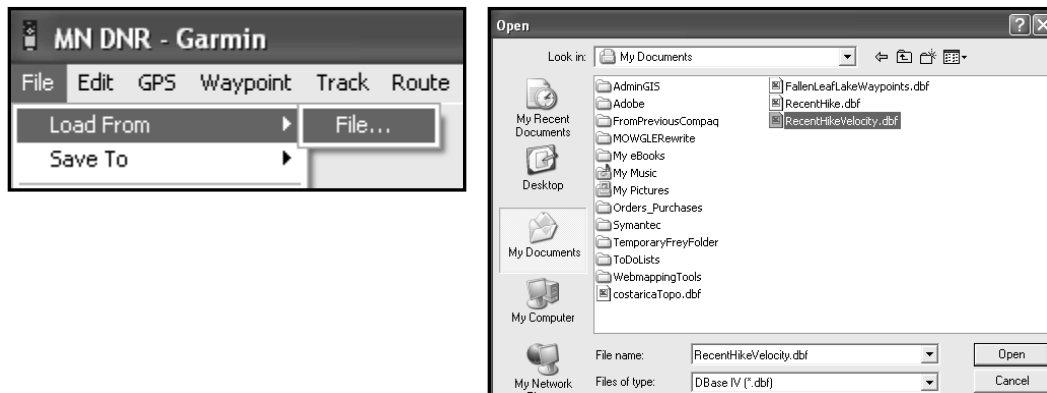 MN DNR - Garmin
File Edit GPS Waypoint Track Route
Load From File...
Save To
Open
Look in: My Documents
My Recent
Documents
Desktop
My Documents
My Computer
My Network
AdminGIS
Adobe
FromPreviousCompaq
MOWGLERewrite
My eBooks
My Music
My Pictures
Orders_Purchases
Symantec
TemporaryFreyFolder
ToDoLists
WebmappingTools
costaricaTopo.dbf
FallenLeafLakeWaypoints.dbf
RecentHike.dbf
RecentHikeVelocity.dbf
File name: RecentHikeVelocity.dbf Open
Files of type: DBase IV (*.dbf) Cancel